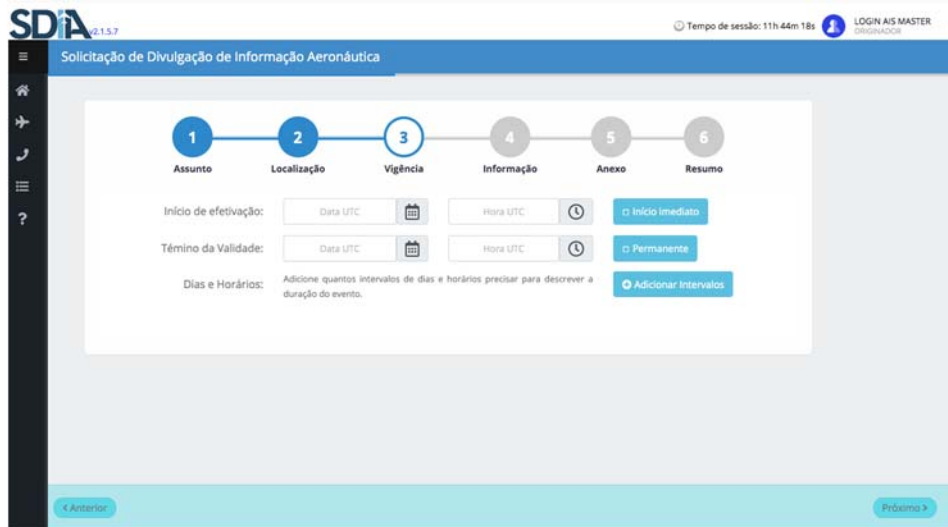 SDiA v2.1.5.7
Tempo de sessão: 11h 44m 18s
LOGIN AIS MASTER
ORIGINADOR
Solicitação de Divulgação de Informação Aeronáutica
1 2 3 4 5 6
Assunto Localização Vigência Informação Anexo Resumo
Início de efetivação: Data UTC Hora UTC Início imediato
Témino da Validade: Data UTC Hora UTC Permanente
Dias e Horários: Adicione quantos intervalos de dias e horários precisar para descrever a
duração do evento.
Adicionar Intervalos
< Anterior
Próximo >